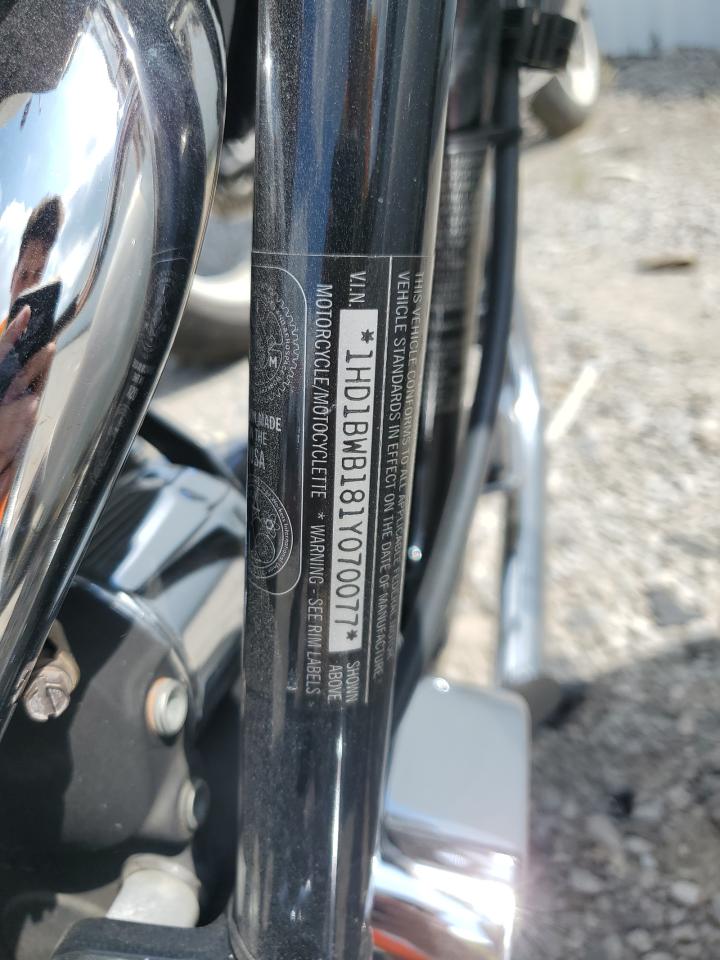 THIS VEHICLE CONFORMS TO ALL APPLICABLE FEDERAL
VEHICLE STANDARDS IN EFFECT ON THE DATE OF MANUFACTURE
V.I.N. *1HD1BWB181Y070077* SHOWN ABOVE
MOTORCYCLE/MOTOCYCLETTE * WARNING - SEE RIM LABELS
MADE
THE
SA
M